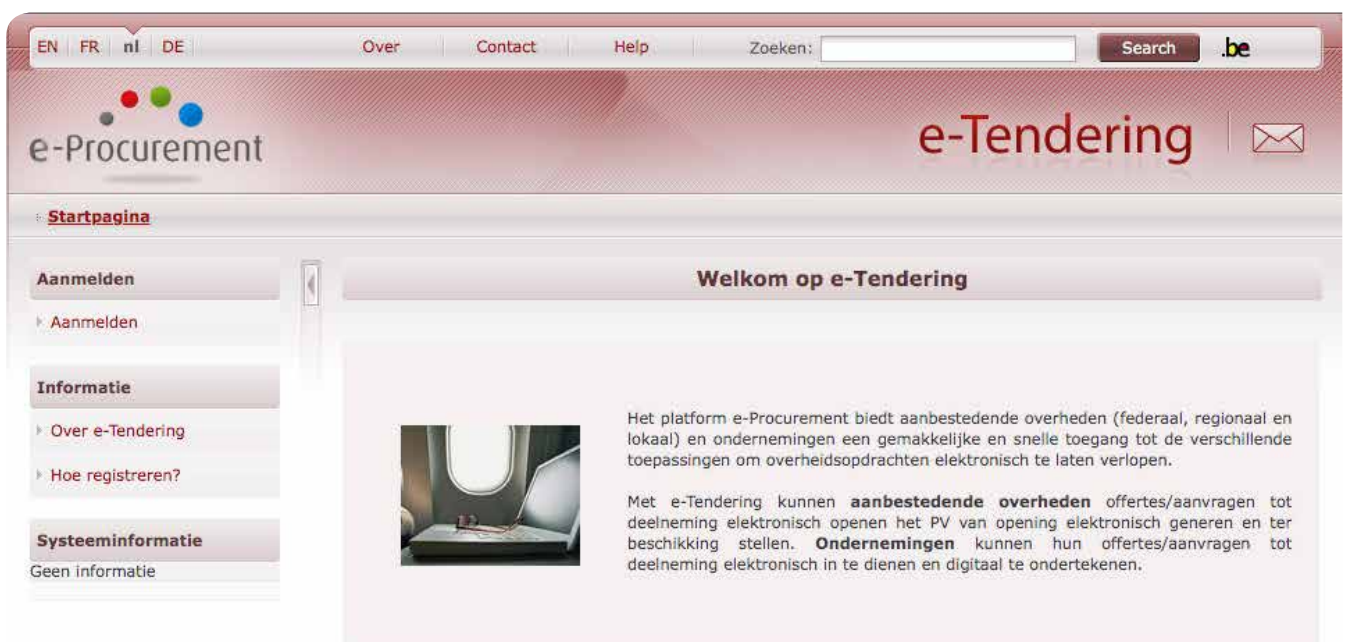 EN FR nl DE Over Contact Help Zoeken: Search .be
e-Procurement
e-Tendering
Startpagina
Aanmelden
Aanmelden
Informatie
Over e-Tendering
Hoe registreren?
Systeeminformatie
Geen informatie
Welkom op e-Tendering
Het platform e-Procurement biedt aanbestedende overheden (federaal, regionaal en
lokaal) en ondernemingen een gemakkelijke en snelle toegang tot de verschillende
toepassingen om overheidsopdrachten elektronisch te laten verlopen.
Met e-Tendering kunnen aanbestedende overheden offertes/aanvragen tot
deelneming elektronisch openen het PV van opening elektronisch generen en ter
beschikking stellen. Ondernemingen kunnen hun offertes/aanvragen tot
deelneming elektronisch in te dienen en digitaal te ondertekenen.